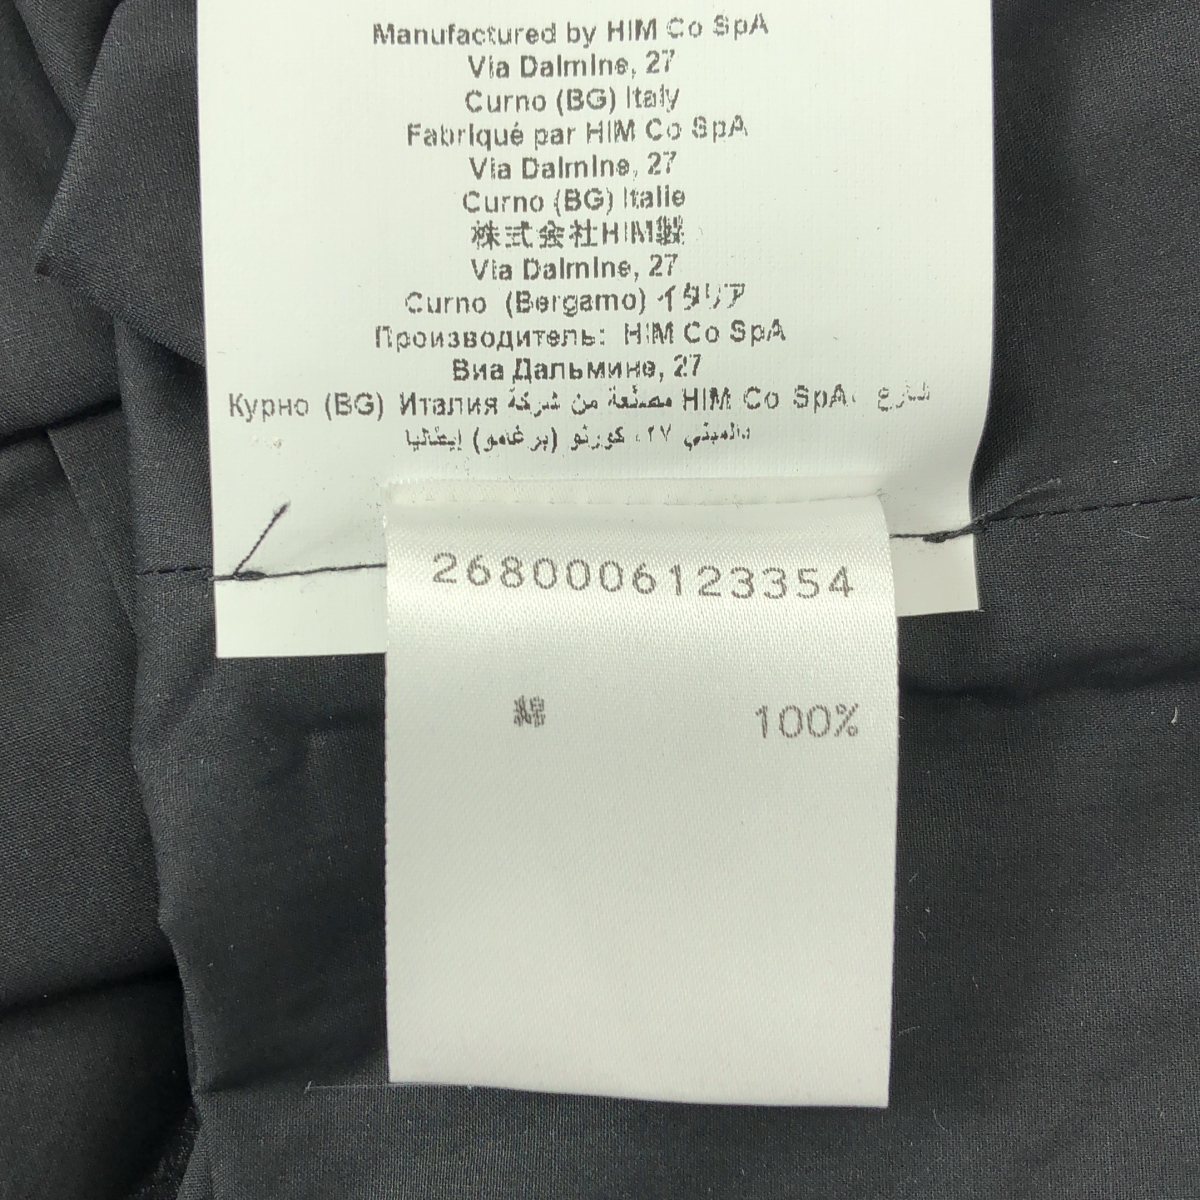 Manufactured by HIM Co SpA
Via Dalmine, 27
Curno (BG) Italy
Fabriqué par HIM Co SpA
Via Dalmine, 27
Curno (BG) Italie
株式会社HIM製
Via Dalmine, 27
Curno (Bergamo) イタリア
Производитель: HIM Co SpA
Виа Дальмине, 27
Курно (BG) Италия مصنّعة من شركة HIM Co SpA، شارع
دالميني ٢٧، كورنو (برغامو) إيطاليا
2680006123354
綿 100%